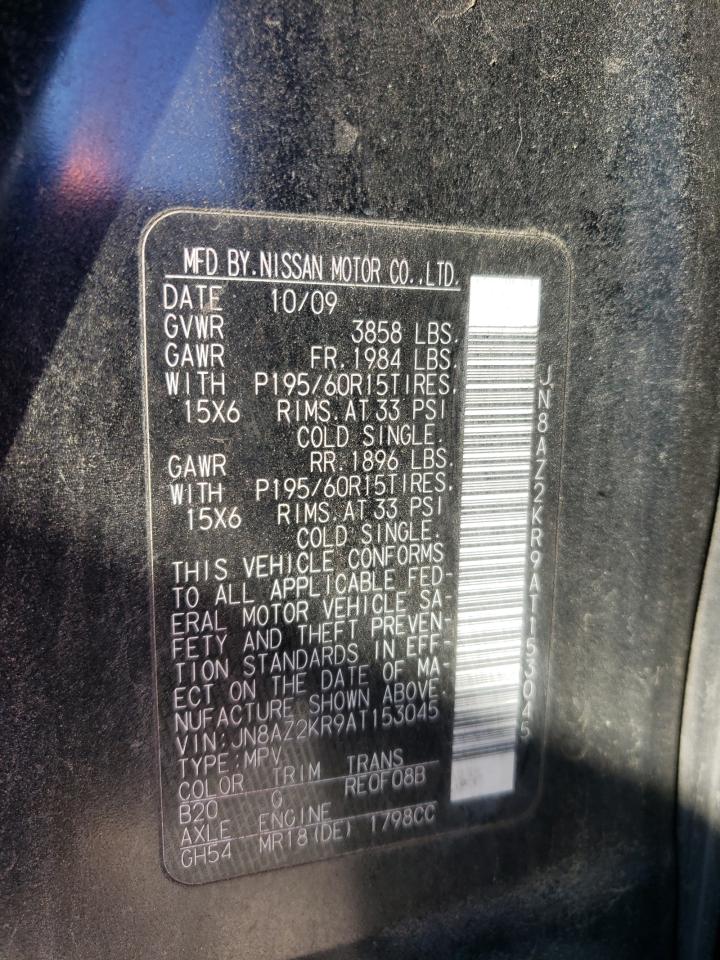 MFD BY.NISSAN MOTOR CO.,LTD.
DATE 10/09
GVWR 3858 LBS.
GAWR FR.1984 LBS.
WITH P195/60R15TIRES.
15X6 RIMS.AT 33 PSI
COLD SINGLE.
GAWR RR.1896 LBS.
WITH P195/60R15TIRES.
15X6 RIMS.AT 33 PSI
COLD SINGLE.
THIS VEHICLE CONFORMS
TO ALL APPLICABLE FED-
ERAL MOTOR VEHICLE SA-
FETY AND THEFT PREVEN-
TION STANDARDS IN EFF-
ECT ON THE DATE OF MA-
NUFACTURE SHOWN ABOVE.
VIN:JN8AZ2KR9AT153045
TYPE:MPV
COLOR TRIM TRANS
B20 G RE0F08B
AXLE ENGINE
GH54 MR18(DE) 1798CC
JN8AZ2KR9AT153045